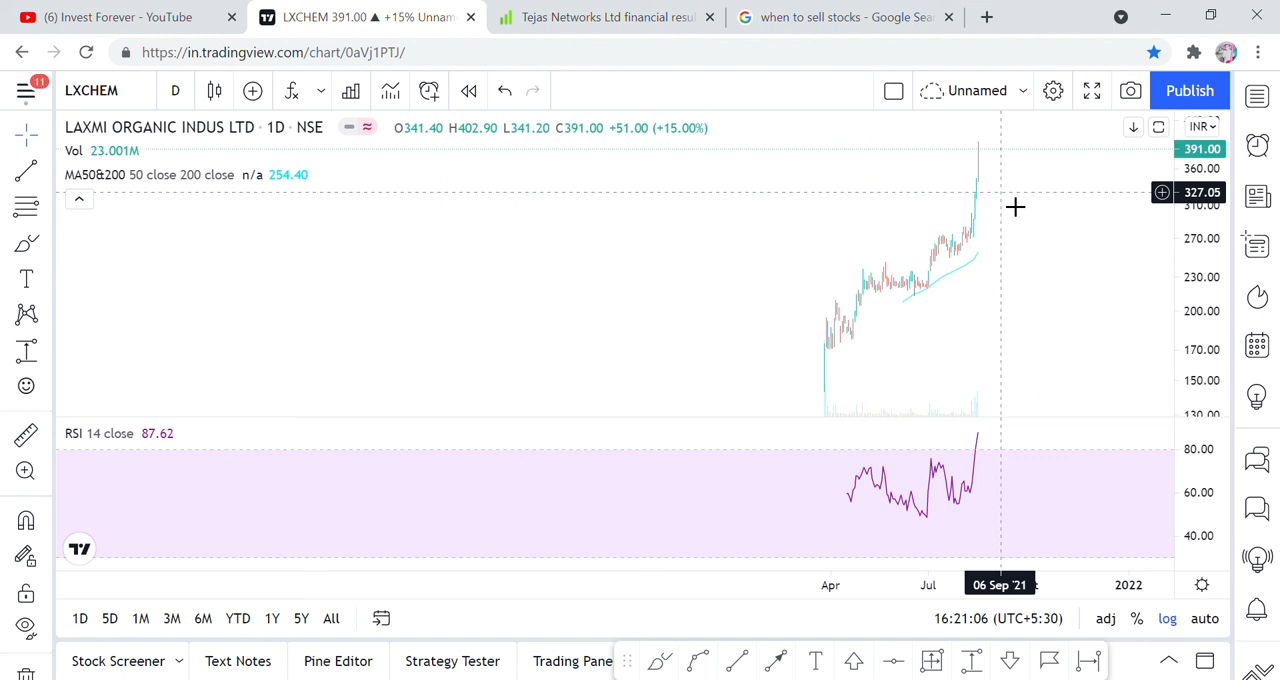 (6) Invest Forever - YouTube
LXCHEM 391.00 ▲ +15% Unnam
Tejas Networks Ltd financial resu
when to sell stocks - Google Sea
https://in.tradingview.com/chart/0aVj1PTJ/
11
LXCHEM
D
Unnamed
Publish
LAXMI ORGANIC INDUS LTD · 1D · NSE
O341.40 H402.90 L341.20 C391.00 +51.00 (+15.00%)
INR
Vol 23.001M
391.00
360.00
MA50&200 50 close 200 close n/a 254.40
327.05
310.00
270.00
230.00
200.00
170.00
150.00
130.00
RSI 14 close 87.62
80.00
60.00
40.00
Apr
Jul
06 Sep '21
2022
1D 5D 1M 3M 6M YTD 1Y 5Y All
16:21:06 (UTC+5:30)
adj % log auto
Stock Screener
Text Notes
Pine Editor
Strategy Tester
Trading Pane